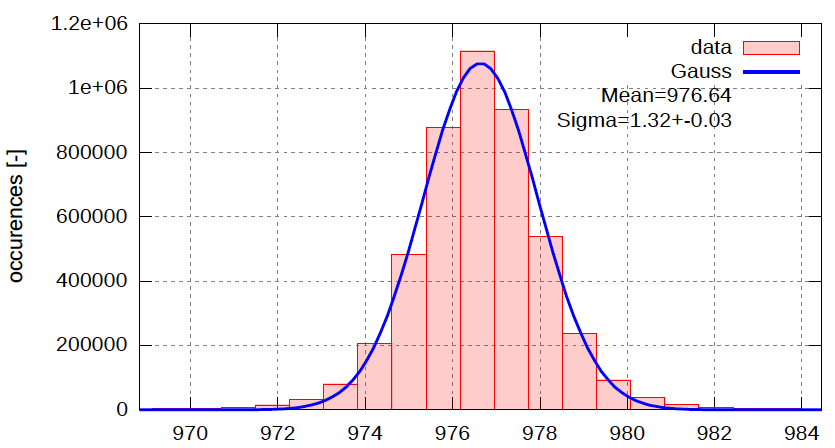 1.2e+06
1e+06
800000
600000
400000
200000
0
occurences [-]
data
Gauss
Mean=976.64
Sigma=1.32+-0.03
970 972 974 976 978 980 982 984